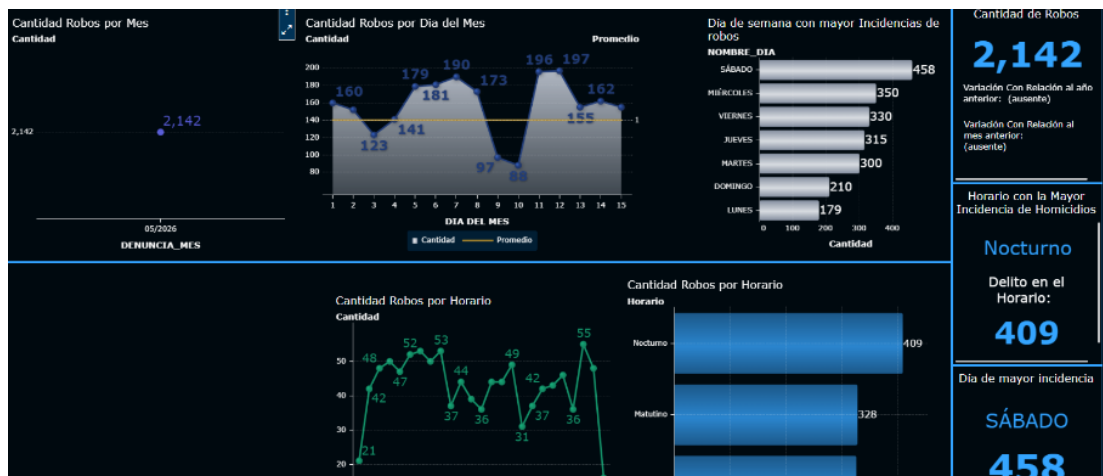 Cantidad Robos por Mes
Cantidad
2,142
2,142
05/2026
DENUNCIA_MES
Cantidad Robos por Dia del Mes
Cantidad
Promedio
200
180
160
140
120
100
80
160
123
141
179
181
190
173
97
88
196
197
155
162
1
1 2 3 4 5 6 7 8 9 10 11 12 13 14 15
DIA DEL MES
Cantidad
Promedio
Día de semana con mayor Incidencias de
robos
NOMBRE_DIA
SÁBADO 458
MIÉRCOLES 350
VIERNES 330
JUEVES 315
MARTES 300
DOMINGO 210
LUNES 179
0 100 200 300 400
Cantidad
Cantidad de Robos
2,142
Variación Con Relación al año
anterior: (ausente)
Variación Con Relación al
mes anterior:
(ausente)
Horario con la Mayor
Incidencia de Homicidios
Nocturno
Delito en el
Horario:
409
Día de mayor incidencia
SÁBADO
458
Cantidad Robos por Horario
Cantidad
50
40
30
20
21
42
48
47
52
53
37
44
36
49
31
37
42
36
55
Cantidad Robos por Horario
Horario
Nocturno 409
Matutino 328